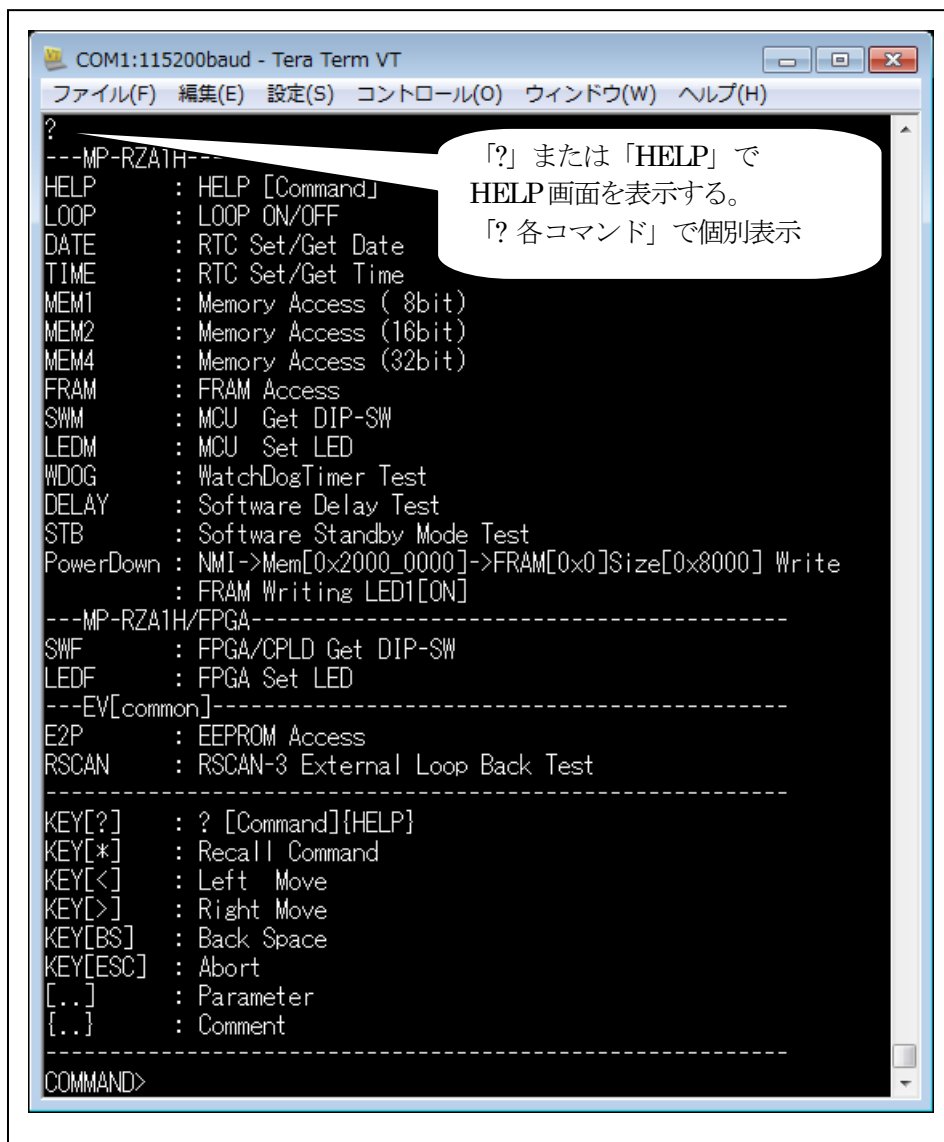 COM1:115200baud - Tera Term VT
ファイル(F) 編集(E) 設定(S) コントロール(O) ウィンドウ(W) ヘルプ(H)
?
「?」または「HELP」で
HELP画面を表示する。
「? 各コマンド」で個別表示
---MP-RZA1H---
HELP : HELP [Command]
LOOP : LOOP ON/OFF
DATE : RTC Set/Get Date
TIME : RTC Set/Get Time
MEM1 : Memory Access ( 8bit)
MEM2 : Memory Access (16bit)
MEM4 : Memory Access (32bit)
FRAM : FRAM Access
SWM : MCU  Get DIP-SW
LEDM : MCU  Set LED
WDOG : WatchDogTimer Test
DELAY : Software Delay Test
STB : Software Standby Mode Test
PowerDown : NMI->Mem[0x2000_0000]->FRAM[0x0]Size[0x8000] Write
: FRAM Writing LED1[ON]
---MP-RZA1H/FPGA------------------------------------------
SWF : FPGA/CPLD Get DIP-SW
LEDF : FPGA Set LED
---EV[common]---------------------------------------------
E2P : EEPROM Access
RSCAN : RSCAN-3 External Loop Back Test
----------------------------------------------------------
KEY[?] : ? [Command]{HELP}
KEY[*] : Recall Command
KEY[<] : Left  Move
KEY[>] : Right Move
KEY[BS] : Back Space
KEY[ESC] : Abort
[..] : Parameter
{..} : Comment
----------------------------------------------------------
COMMAND>